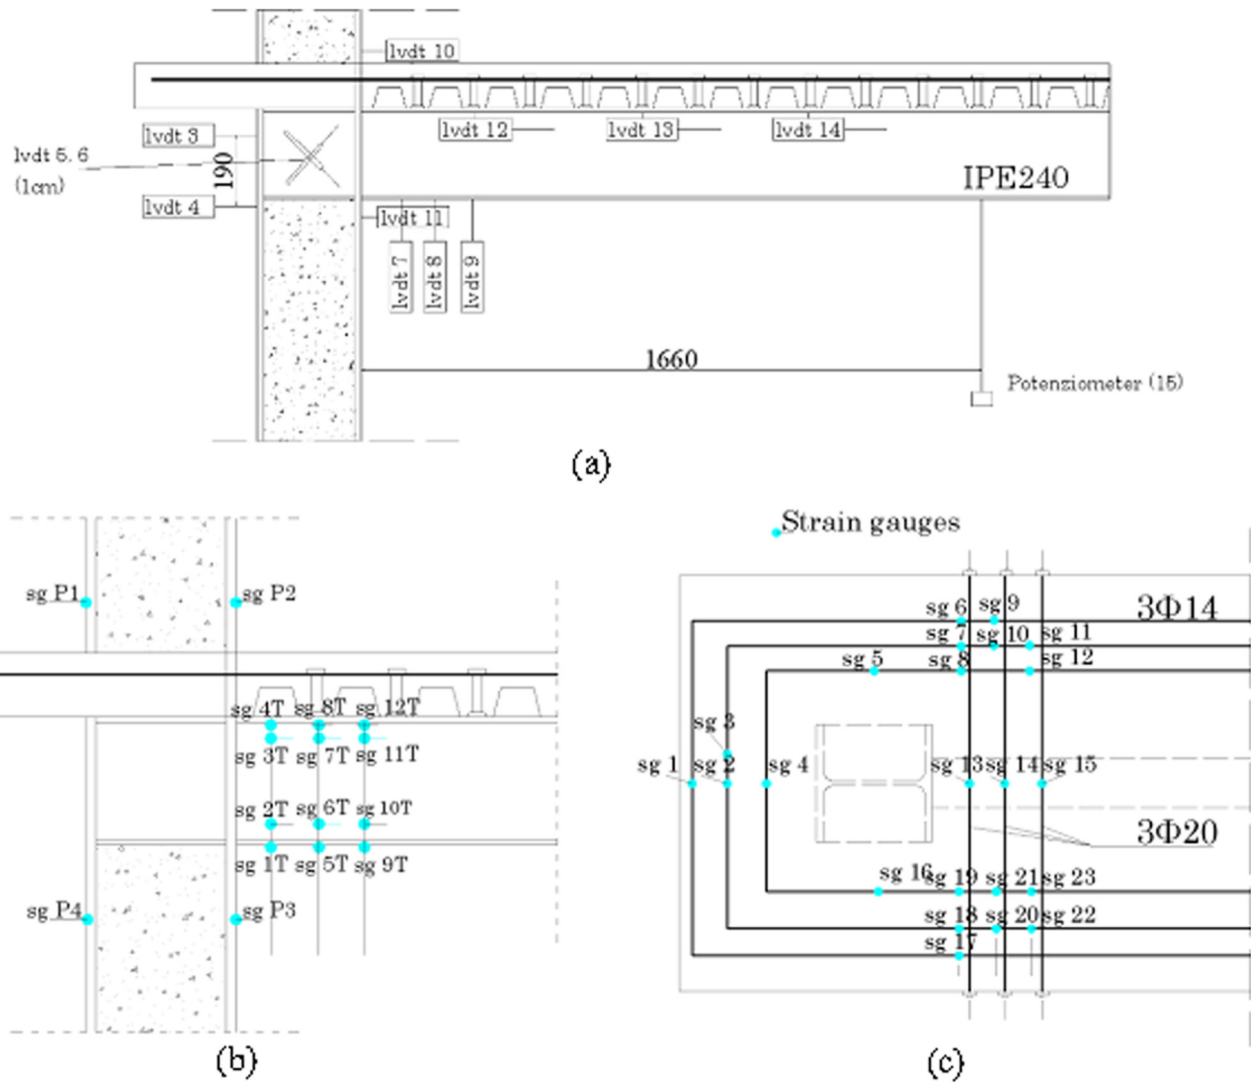 lvdt 10
lvdt 3
lvdt 12
lvdt 13
lvdt 14
lvdt 5.6
(1cm)
190
IPE240
lvdt 4
lvdt 11
lvdt 7
lvdt 8
lvdt 9
1660
Potenziometer (15)
(a)
Strain gauges
sg P1
sg P2
sg 4T
sg 8T
sg 12T
sg 3T
sg 7T
sg 11T
sg 2T
sg 6T
sg 10T
sg 1T
sg 5T
sg 9T
sg P4
sg P3
(b)
sg 6
sg 9
3Φ14
sg 7
sg 10
sg 11
sg 5
sg 8
sg 12
sg 3
sg 1
sg 2
sg 4
sg 13
sg 14
sg 15
3Φ20
sg 16
sg 19
sg 21
sg 23
sg 18
sg 20
sg 22
sg 17
(c)